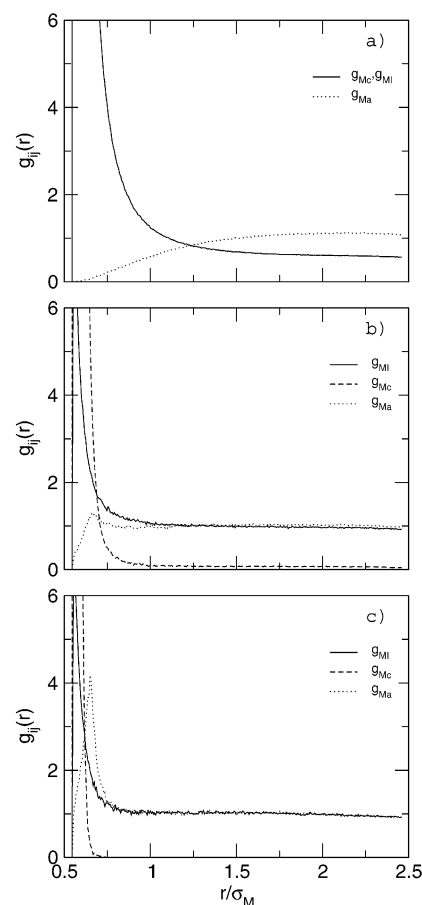 a)
6
g_Mc,g_MI
g_Ma
4
g_ij(r)
2
0
6
b)
g_MI
g_Mc
g_Ma
4
g_ij(r)
2
0
6
c)
g_MI
g_Mc
g_Ma
4
g_ij(r)
2
0
0.5 1 1.5 2 2.5
r/σ_M